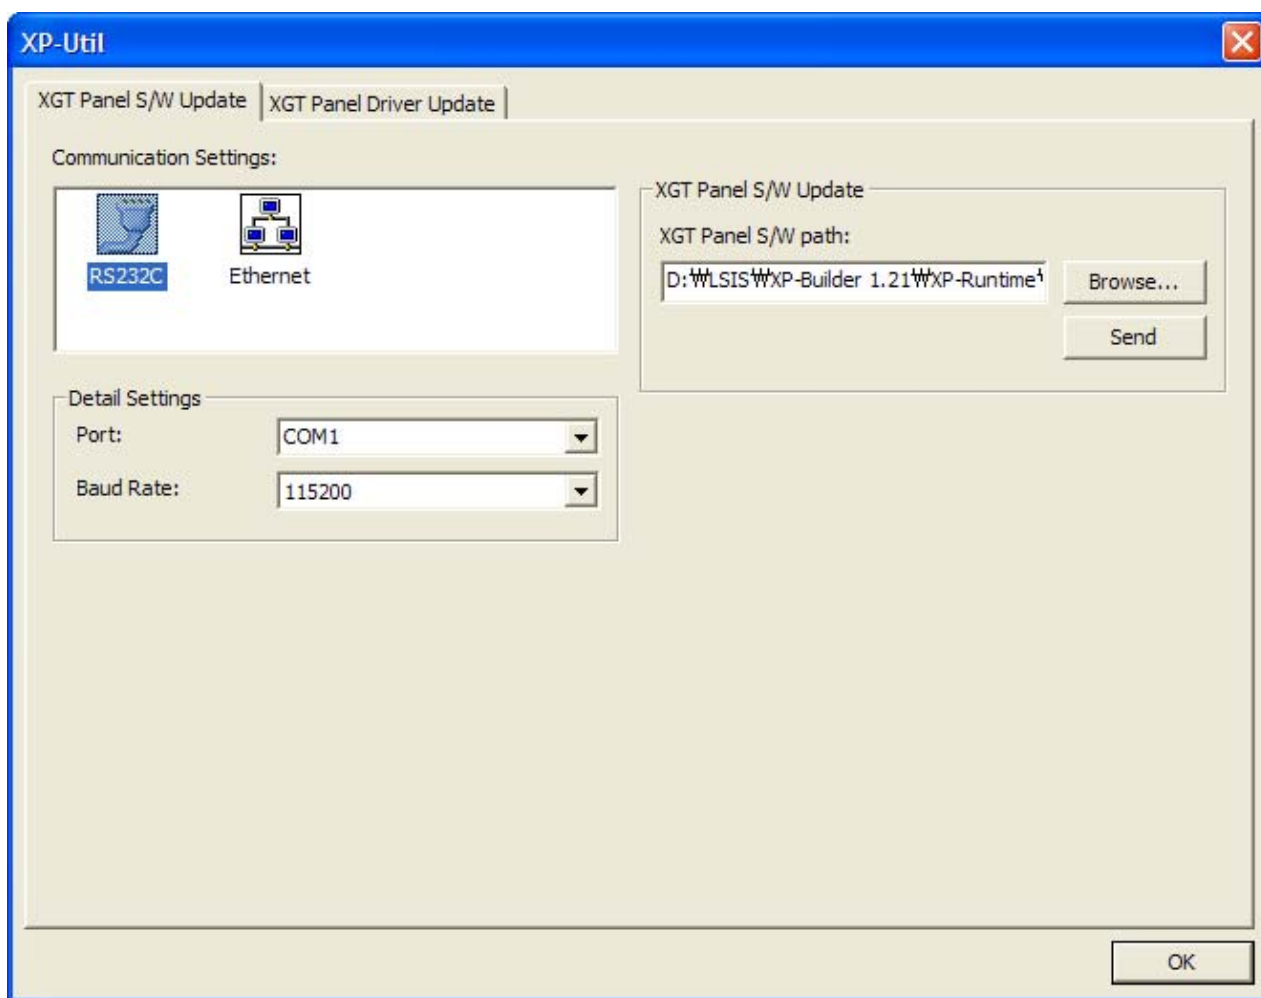 XP-Util
XGT Panel S/W Update
XGT Panel Driver Update
Communication Settings:
RS232C
Ethernet
Detail Settings
Port:
COM1
Baud Rate:
115200
XGT Panel S/W Update
XGT Panel S/W path:
D:₩LSIS₩XP-Builder 1.21₩XP-Runtime
Browse...
Send
OK